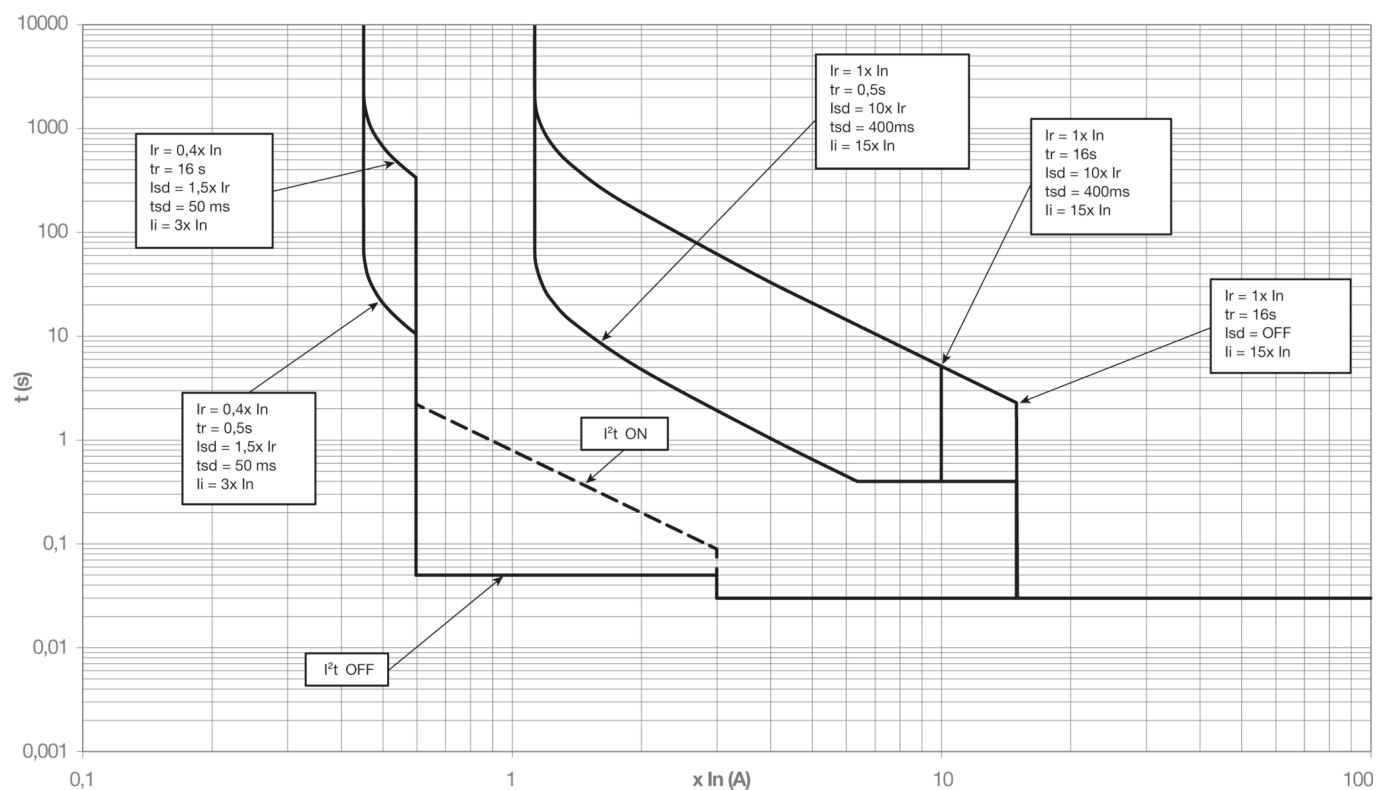 10000
1000
100
10
1
0,1
0,01
0,001
t (s)
0,1
1
10
100
x In (A)
Ir = 0,4x In
tr = 16 s
Isd = 1,5x Ir
tsd = 50 ms
Ii = 3x In
Ir = 0,4x In
tr = 0,5s
Isd = 1,5x Ir
tsd = 50 ms
Ii = 3x In
I²t ON
I²t OFF
Ir = 1x In
tr = 0,5s
Isd = 10x Ir
tsd = 400ms
Ii = 15x In
Ir = 1x In
tr = 16s
Isd = 10x Ir
tsd = 400ms
Ii = 15x In
Ir = 1x In
tr = 16s
Isd = OFF
Ii = 15x In